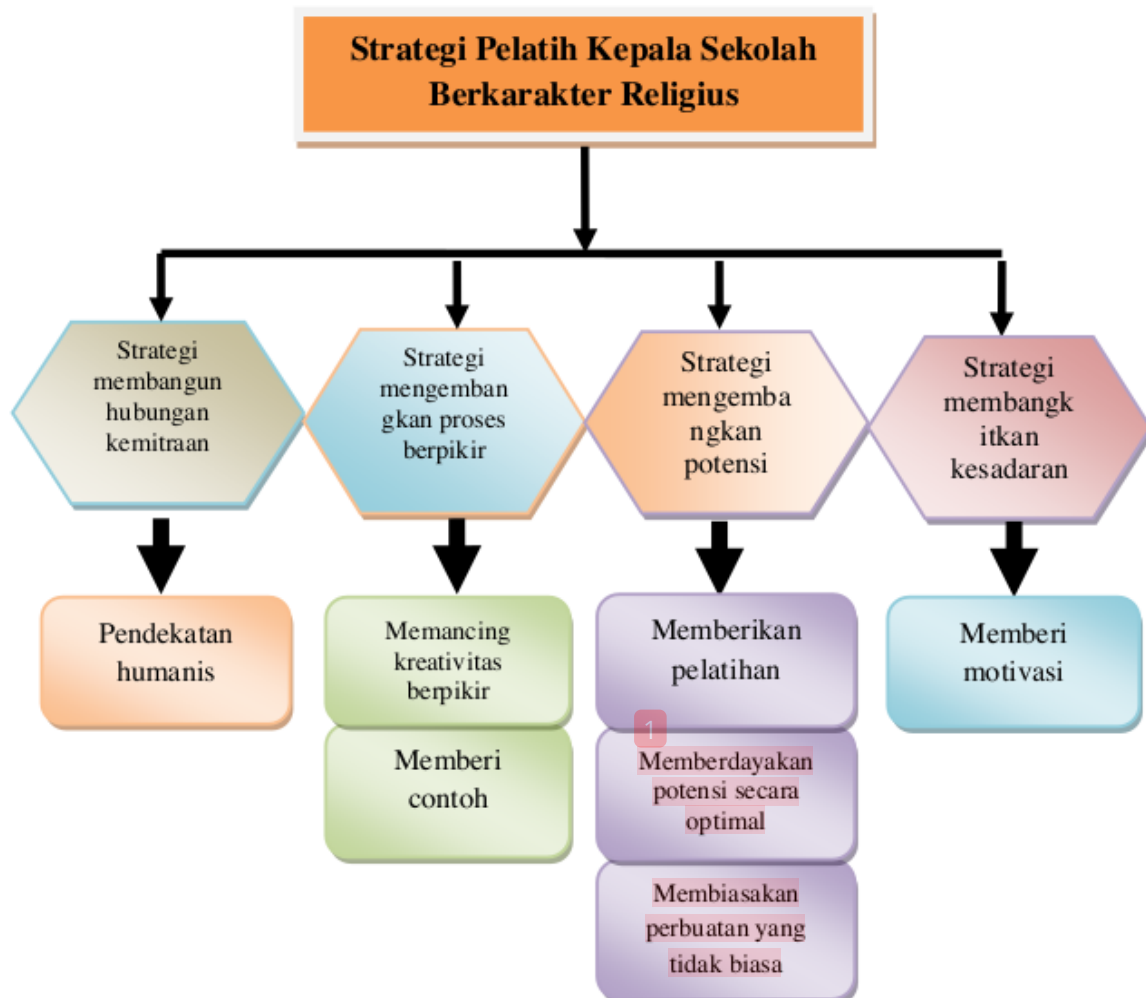 Strategi Pelatih Kepala Sekolah
Berkarakter Religius
Strategi
membangun
hubungan
kemitraan
Strategi
mengemban
gkan proses
berpikir
Strategi
mengemba
ngkan
potensi
Strategi
membangk
itkan
kesadaran
Pendekatan
humanis
Memancing
kreativitas
berpikir
Memberi
contoh
Memberikan
pelatihan
1
Memberdayakan
potensi secara
optimal
Membiasakan
perbuatan yang
tidak biasa
Memberi
motivasi